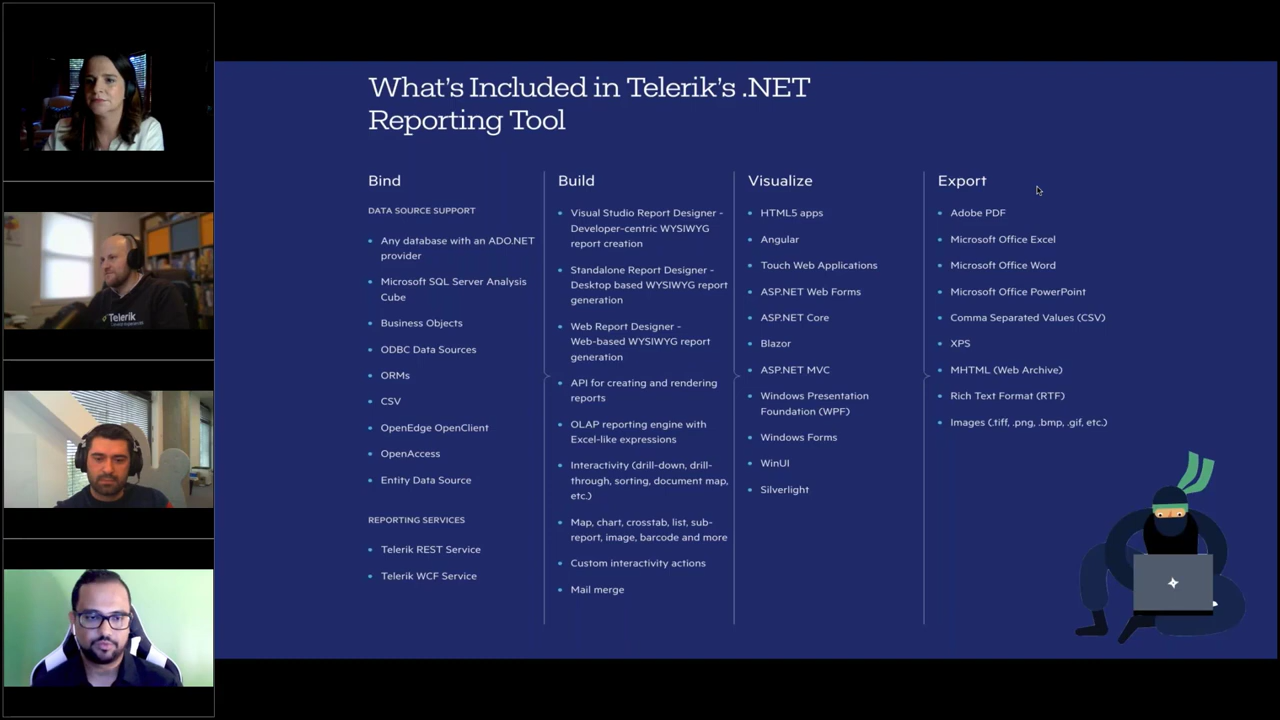 What's Included in Telerik's .NET
Reporting Tool
Bind
DATA SOURCE SUPPORT
Any database with an ADO.NET
provider
Microsoft SQL Server Analysis
Cube
Business Objects
ODBC Data Sources
ORMs
CSV
OpenEdge OpenClient
OpenAccess
Entity Data Source
REPORTING SERVICES
Telerik REST Service
Telerik WCF Service
Build
Visual Studio Report Designer -
Developer-centric WYSIWYG
report creation
Standalone Report Designer -
Desktop based WYSIWYG report
generation
Web Report Designer -
Web-based WYSIWYG report
generation
API for creating and rendering
reports
OLAP reporting engine with
Excel-like expressions
Interactivity (drill-down, drill-
through, sorting, document map,
etc.)
Map, chart, crosstab, list, sub-
report, image, barcode and more
Custom interactivity actions
Mail merge
Visualize
HTML5 apps
Angular
Touch Web Applications
ASP.NET Web Forms
ASP.NET Core
Blazor
ASP.NET MVC
Windows Presentation
Foundation (WPF)
Windows Forms
WinUI
Silverlight
Export
Adobe PDF
Microsoft Office Excel
Microsoft Office Word
Microsoft Office PowerPoint
Comma Separated Values (CSV)
XPS
MHTML (Web Archive)
Rich Text Format (RTF)
Images (.tiff, .png, .bmp, .gif, etc.)
Telerik